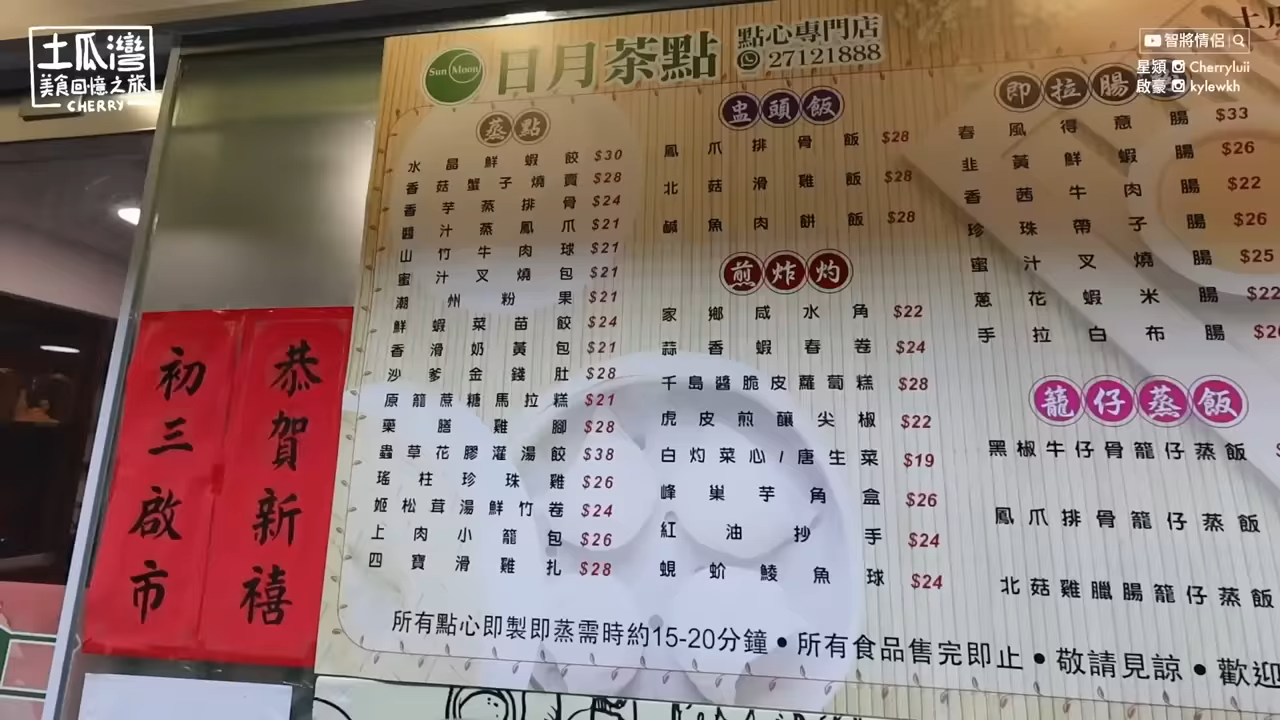 土瓜灣
美食回憶之旅
CHERRY
智將情侶
星穎 Cherryluii
啟豪 kylewkh
Sun Moon
日月茶點
點心專門店
27121888
蒸點
水晶鮮蝦餃 $30
香菇蟹子燒賣 $28
香芋蒸排骨 $24
醬汁蒸鳳爪 $21
山竹牛肉球 $21
蜜汁叉燒包 $21
潮州粉果 $21
鮮蝦菜苗餃 $24
香滑奶黃包 $21
沙爹金錢肚 $28
原籠蔗糖馬拉糕 $21
藥膳雞腳 $28
蟲草花膠灌湯餃 $38
瑤柱珍珠雞 $26
姬松茸湯鮮竹卷 $24
上肉小籠包 $26
四寶滑雞扎 $28
盅頭飯
鳳爪排骨飯 $28
北菇滑雞飯 $28
鹹魚肉餅飯 $28
煎炸灼
家鄉咸水角 $22
蒜香蝦春卷 $24
千島醬脆皮蘿蔔糕 $28
虎皮煎釀尖椒 $22
白灼菜心/唐生菜 $19
峰巢芋角盒 $26
紅油抄手 $24
蜆蚧鯪魚球 $24
即拉腸
春風得意腸 $33
韭黃鮮蝦腸 $26
香茜牛肉腸 $22
珍珠帶子腸 $26
蜜汁叉燒腸 $25
蔥花蝦米腸 $22
手拉白布腸
籠仔蒸飯
黑椒牛仔骨籠仔蒸飯
鳳爪排骨籠仔蒸飯
北菇雞臘腸籠仔蒸飯
所有點心即製即蒸需時約15-20分鐘 • 所有食品售完即止 • 敬請見諒 • 歡迎
恭賀新禧
初三啟市